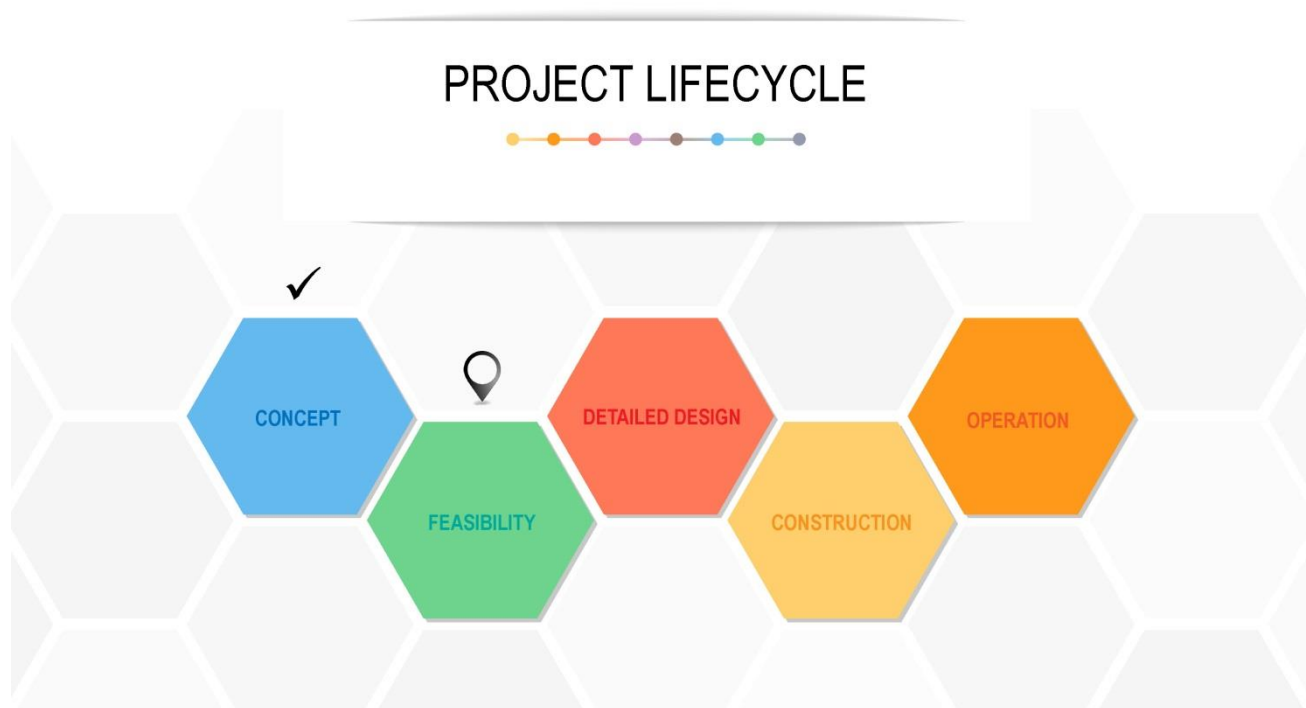 PROJECT LIFECYCLE
CONCEPT
FEASIBILITY
DETAILED DESIGN
CONSTRUCTION
OPERATION